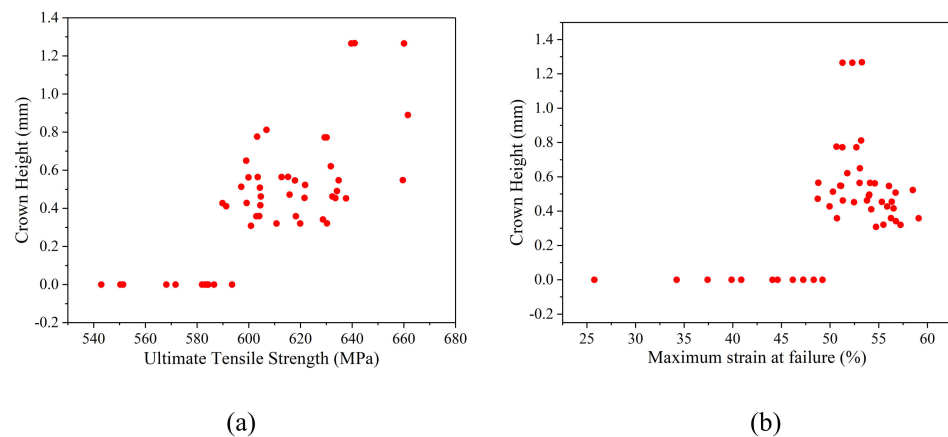 1.4
1.2
1.0
0.8
0.6
0.4
0.2
0.0
-0.2
Crown Height (mm)
540 560 580 600 620 640 660 680
Ultimate Tensile Strength (MPa)
(a)
1.4
1.2
1.0
0.8
0.6
0.4
0.2
0.0
-0.2
Crown Height (mm)
25 30 35 40 45 50 55 60
Maximum strain at failure (%)
(b)